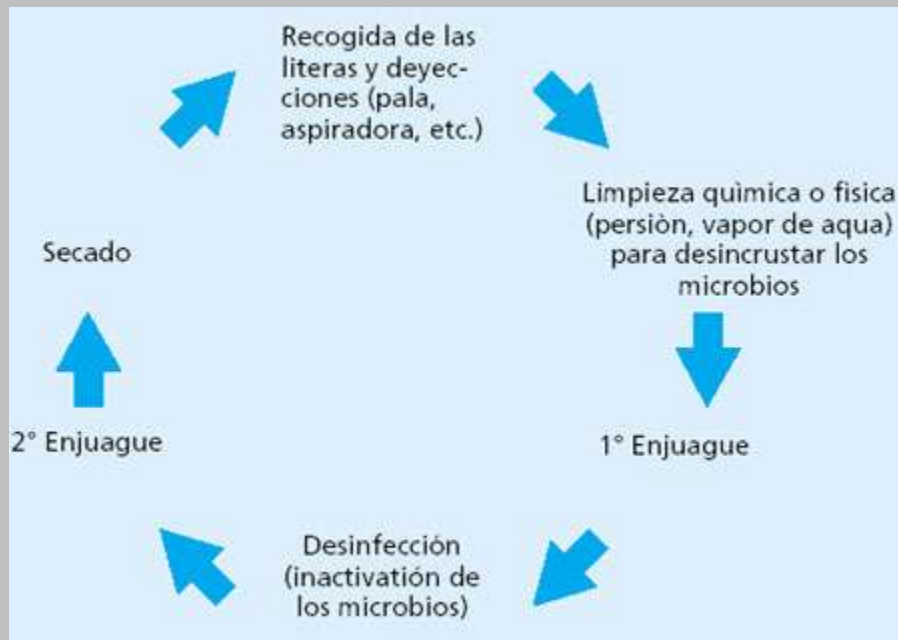 Recogida de las
literas y deyec-
ciones (pala,
aspiradora, etc.)
Limpieza quìmica o fìsica
(persiòn, vapor de aqua)
para desincrustar los
microbios
1° Enjuague
Desinfección
(inactivatión de
los microbios)
2° Enjuague
Secado